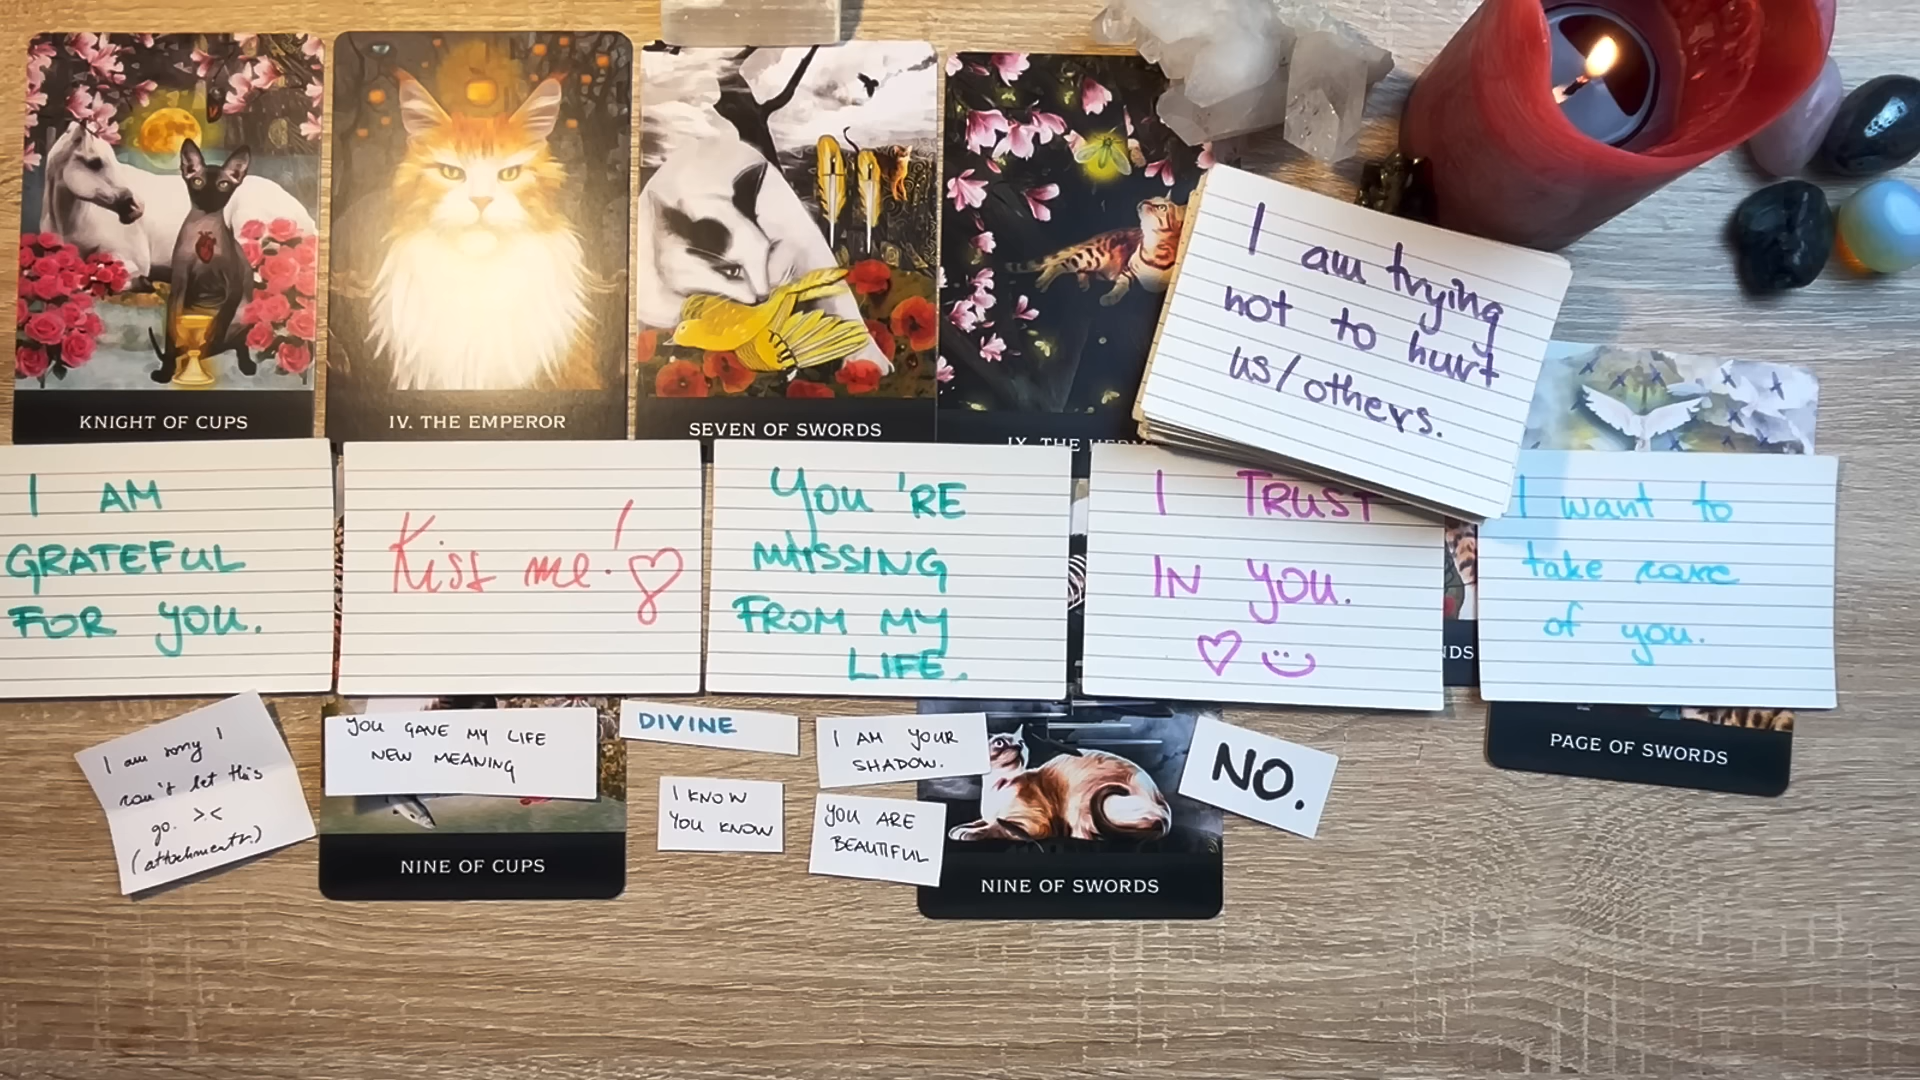 KNIGHT OF CUPS
IV. THE EMPEROR
SEVEN OF SWORDS
IX. THE
I am trying
not to hurt
us/others.
I AM
GRATEFUL
FOR YOU.
Kiss me!
YOU'RE
MISSING
FROM MY
LIFE.
I TRUST
IN YOU.
I want to
take care
of you.
I am sorry I
can't let this
go. ><
(attachment.)
YOU GAVE MY LIFE
NEW MEANING
NINE OF CUPS
DIVINE
I KNOW
YOU KNOW
I AM YOUR
SHADOW.
YOU ARE
BEAUTIFUL
NINE OF SWORDS
NO.
PAGE OF SWORDS